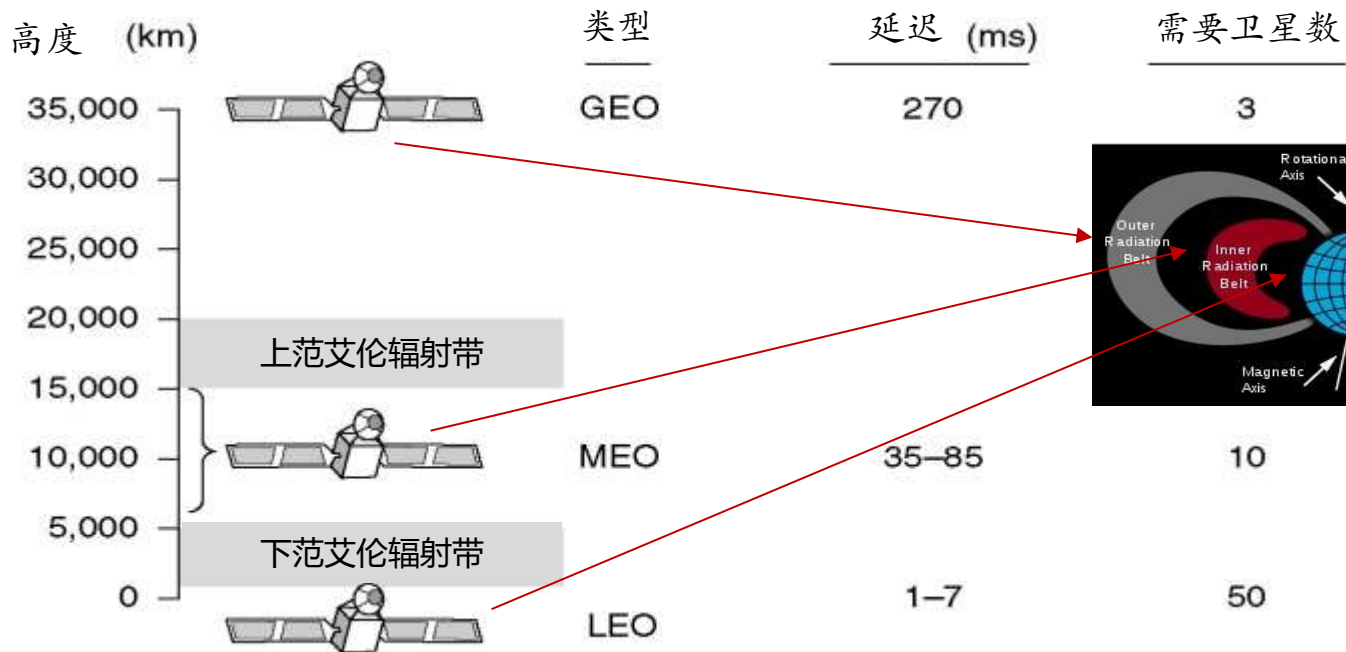 高度 (km) 类型 延迟 (ms) 需要卫星数
35,000 GEO 270 3
30,000
25,000
20,000
上范艾伦辐射带
15,000
10,000 MEO 35–85 10
5,000
下范艾伦辐射带
0 LEO 1–7 50
Rotationa
Axis
Outer
Radiation
Belt
Inner
Radiation
Belt
Magnetic
Axis